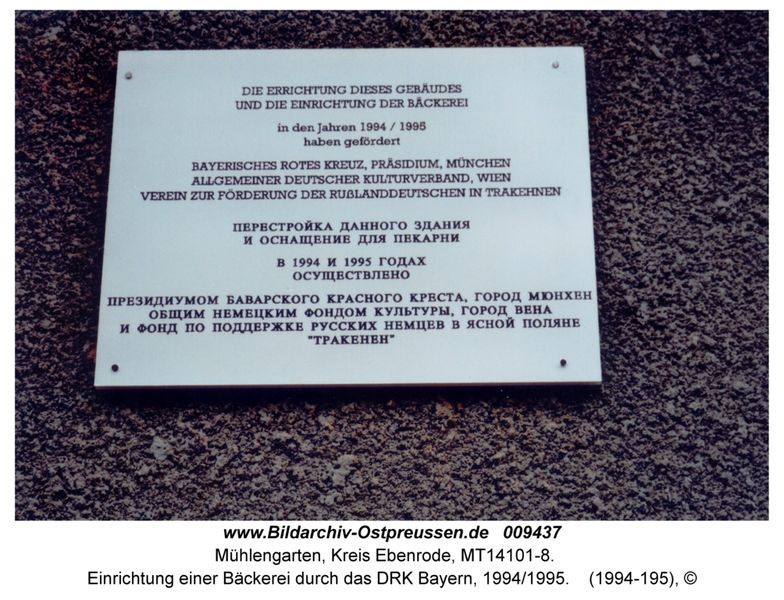 DIE ERRICHTUNG DIESES GEBÄUDES
UND DIE EINRICHTUNG DER BÄCKEREI
in den Jahren 1994 / 1995
haben gefördert
BAYERISCHES ROTES KREUZ, PRÄSIDIUM, MÜNCHEN
ALLGEMEINER DEUTSCHER KULTURVERBAND, WIEN
VEREIN ZUR FÖRDERUNG DER RUßLANDDEUTSCHEN IN TRAKEHNEN
ПЕРЕСТРОЙКА ДАННОГО ЗДАНИЯ
И ОСНАЩЕНИЕ ДЛЯ ПЕКАРНИ
В 1994 И 1995 ГОДАХ
ОСУЩЕСТВЛЕНО
ПРЕЗИДИУМОМ БАВАРСКОГО КРАСНОГО КРЕСТА, ГОРОД МЮНХЕН
ОБЩИМ НЕМЕЦКИМ ФОНДОМ КУЛЬТУРЫ, ГОРОД ВЕНА
И ФОНД ПО ПОДДЕРЖКЕ РУССКИХ НЕМЦЕВ В ЯСНОЙ ПОЛЯНЕ
"ТРАКЕНЕН"
www.Bildarchiv-Ostpreussen.de 009437
Mühlengarten, Kreis Ebenrode, MT14101-8.
Einrichtung einer Bäckerei durch das DRK Bayern, 1994/1995. (1994-195), ©